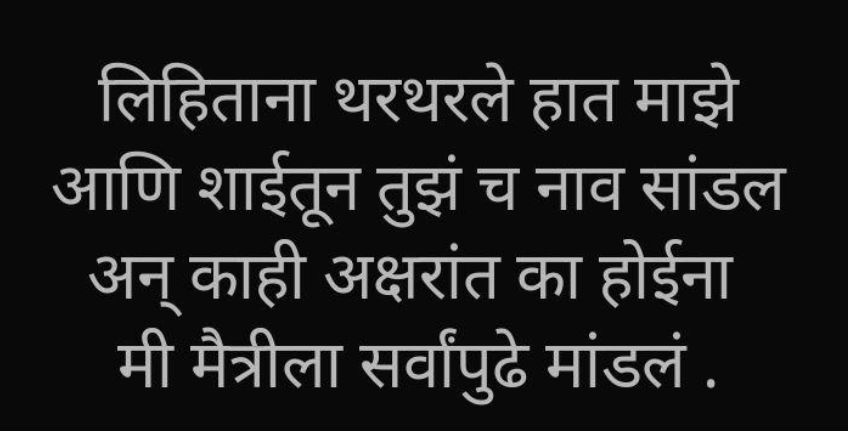 लिहिताना थरथरले हात माझे
आणि शाईतून तुझं च नाव सांडल
अन् काही अक्षरांत का होईना
मी मैत्रीला सर्वांपुढे मांडलं .